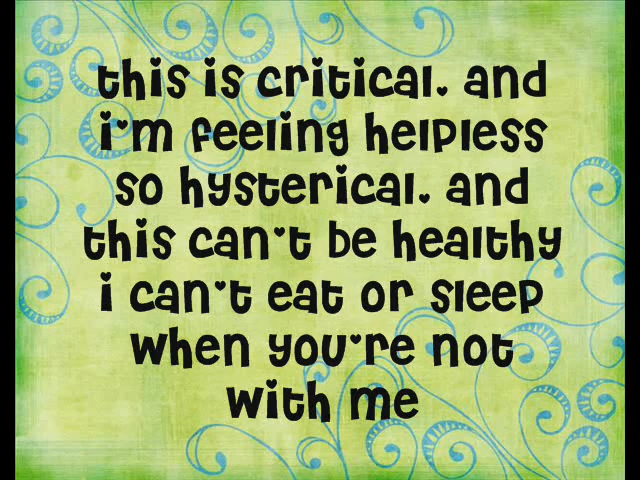 this is critical. and
i'm feeling helpless
so hysterical. and
this can't be healthy
i can't eat or sleep
when you're not
with me